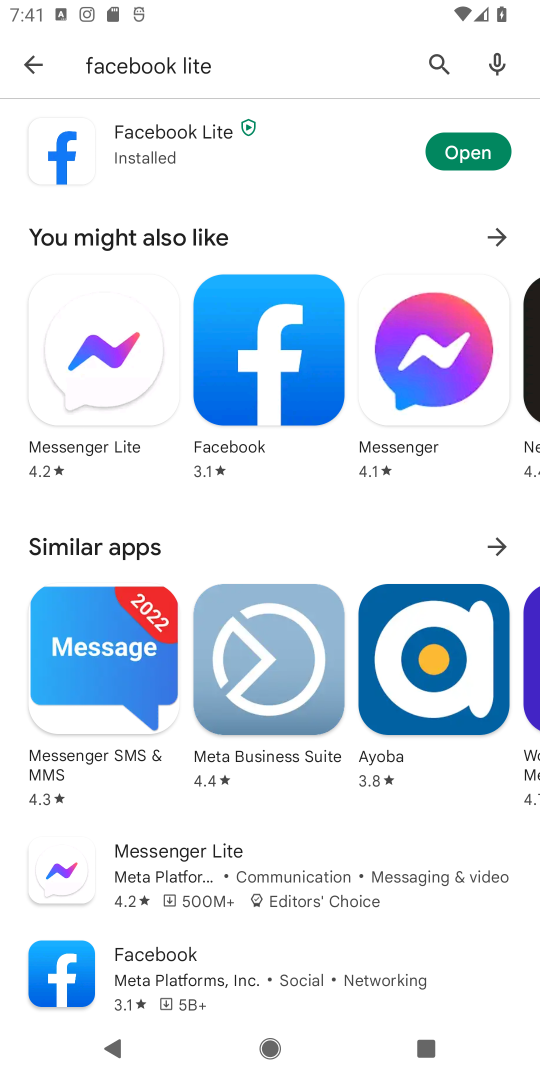 7:41
facebook lite
Facebook Lite
Installed
Open
You might also like
Messenger Lite
4.2★
Facebook
3.1★
Messenger
4.1★
Ne
4.4
Similar apps
2022
Message
Messenger SMS &
MMS
4.3★
Meta Business Suite
4.4★
Ayoba
3.8★
Wo
Me
4.
Messenger Lite
Meta Platfor... • Communication • Messaging & video
4.2★ 500M+ Editors' Choice
Facebook
Meta Platforms, Inc. • Social • Networking
3.1★ 5B+